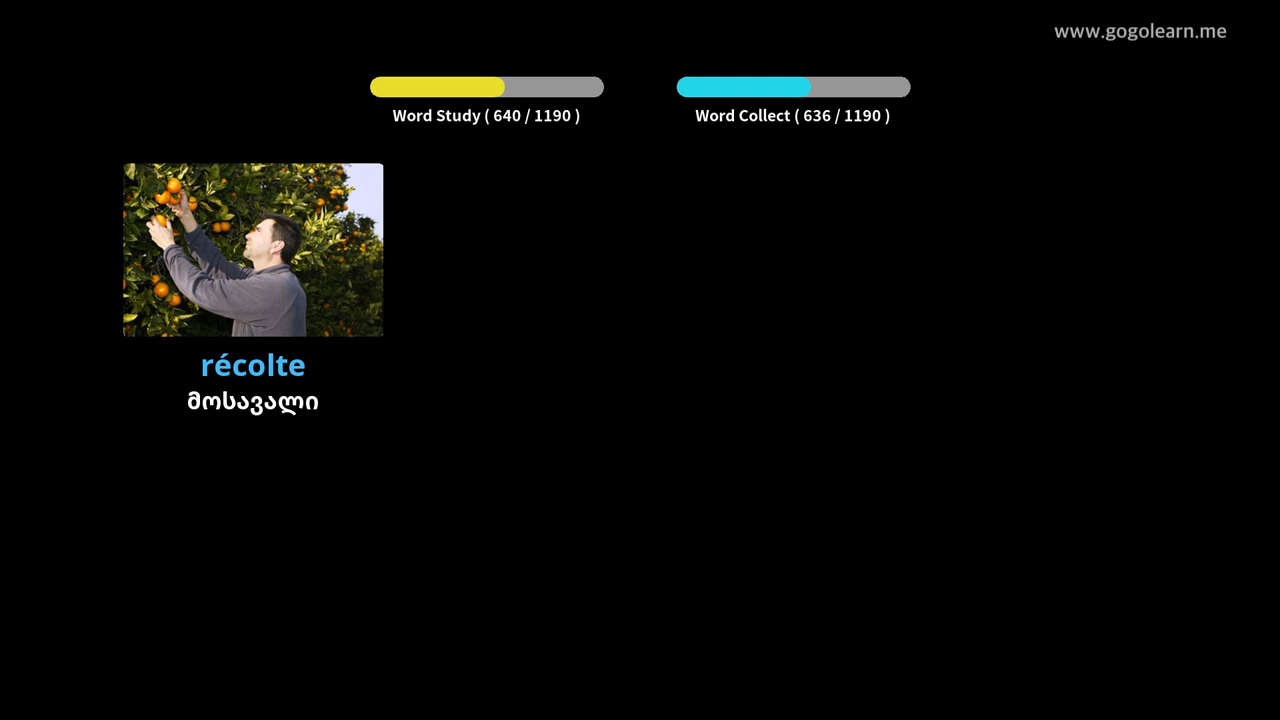 www.gogolearn.me
Word Study ( 640 / 1190 )
Word Collect ( 636 / 1190 )
récolte
მოსავალი